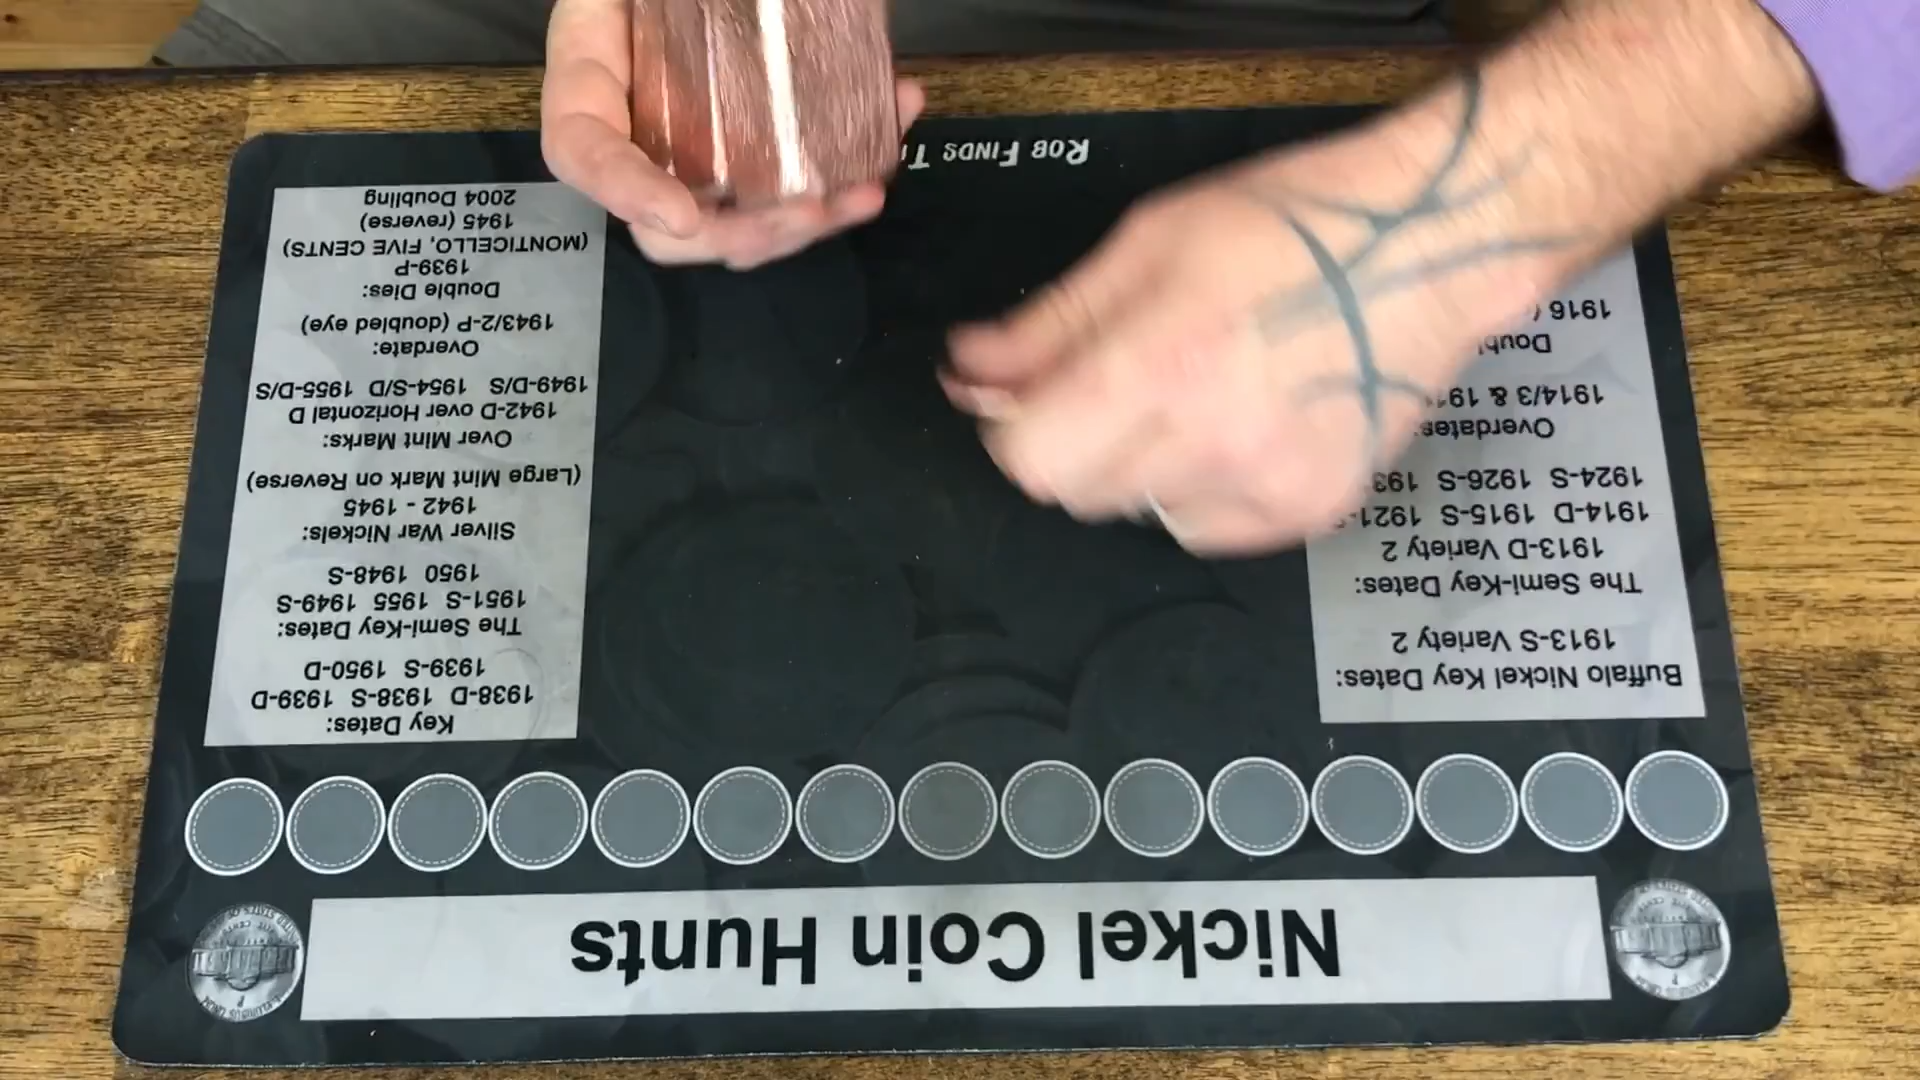 Nickel Coin Hunts
Buffalo Nickel Key Dates:
1913-S Variety 2
The Semi-Key Dates:
1913-D Variety 2
1914-D 1915-S 1921-S
1924-S 1926-S
Overdates:
1914/3 &
1916
Key Dates:
1938-D 1938-S 1939-D
1939-S 1950-D
The Semi-Key Dates:
1951-S 1955 1949-S
1950 1948-S
Silver War Nickels:
1942 - 1945
(Large Mint Mark on Reverse)
Over Mint Marks:
1942-D over Horizontal D
1949-D/S 1954-S/D 1955-D/S
Overdate:
1943/2-P (doubled eye)
Double Dies:
1939-P
(MONTICELLO, FIVE CENTS)
1945 (reverse)
2004 Doubling
ROB FINDS